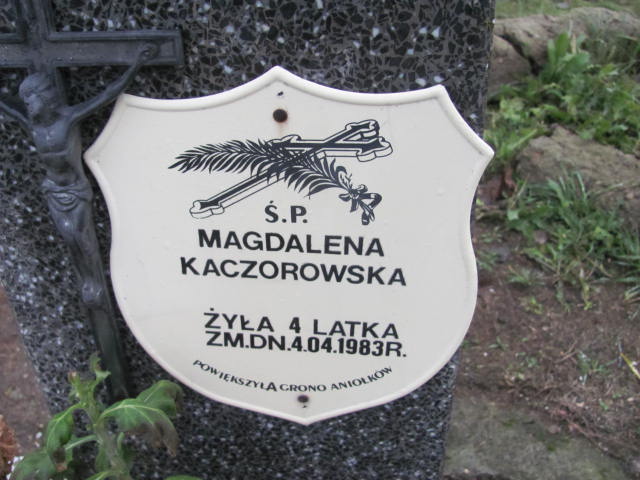 Ś.P.
MAGDALENA
KACZOROWSKA
ŻYŁA 4 LATKA
ZM.DN.4.04.1983R.
POWIĘKSZYŁA GRONO ANIOŁKÓW